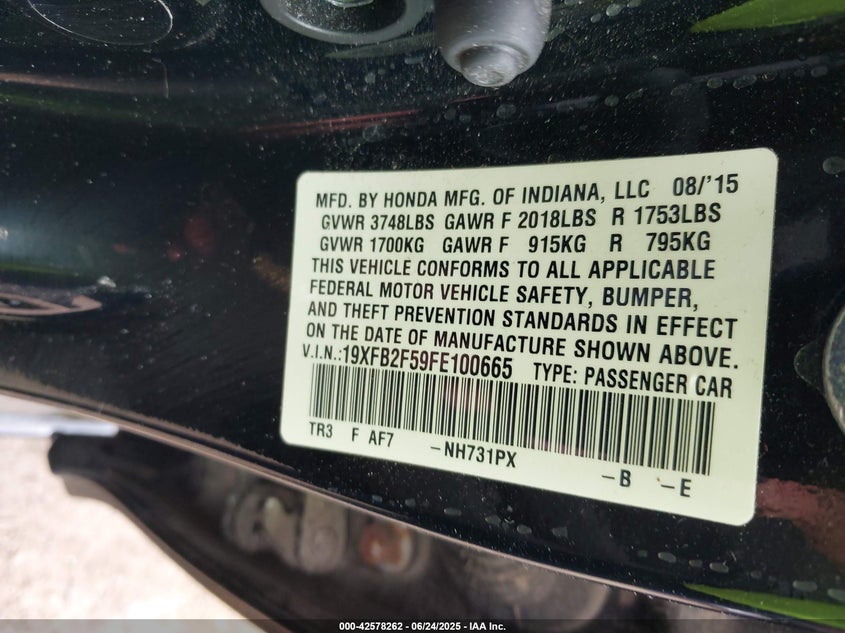 MFD. BY HONDA MFG. OF INDIANA, LLC 08/'15
GVWR 3748LBS GAWR F 2018LBS R 1753LBS
GVWR 1700KG GAWR F 915KG R 795KG
THIS VEHICLE CONFORMS TO ALL APPLICABLE
FEDERAL MOTOR VEHICLE SAFETY, BUMPER,
AND THEFT PREVENTION STANDARDS IN EFFECT
ON THE DATE OF MANUFACTURE SHOWN ABOVE.
V.I.N.:19XFB2F59FE100665 TYPE: PASSENGER CAR
TR3 F AF7 -NH731PX -B -E
000-42578262 - 06/24/2025 - IAA Inc.